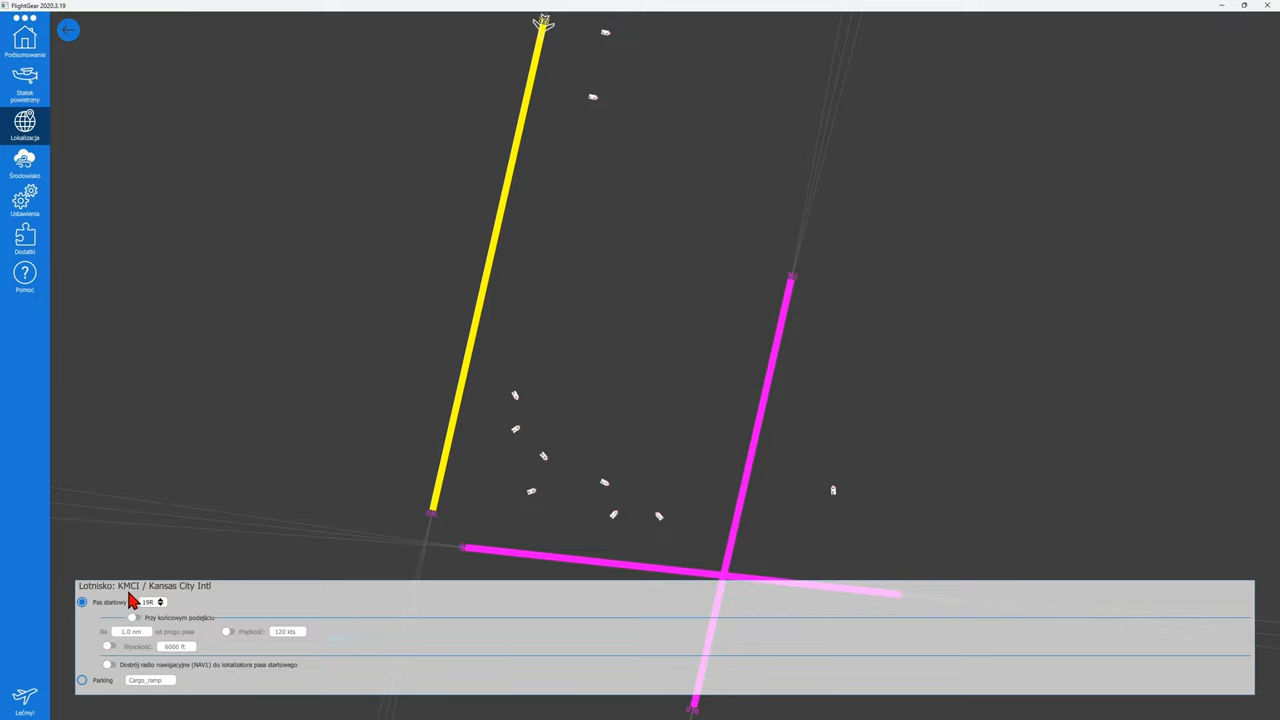 FlightGear 2020.3.19
Podsumowanie
Statek
powietrzny
Lokalizacja
Środowisko
Ustawienia
Dodatki
?
Pomoc
Lećmy!
Lotnisko: KMCI / Kansas City Intl
Pas startowy 19R
Przy końcowym podejściu
Na 1.0 nm od progu pasa Prędkość: 120 kts
Wysokość: 6000 ft
Dostrój radio nawigacyjne (NAV1) do lokalizatora pasa startowego
Parking Cargo_ramp